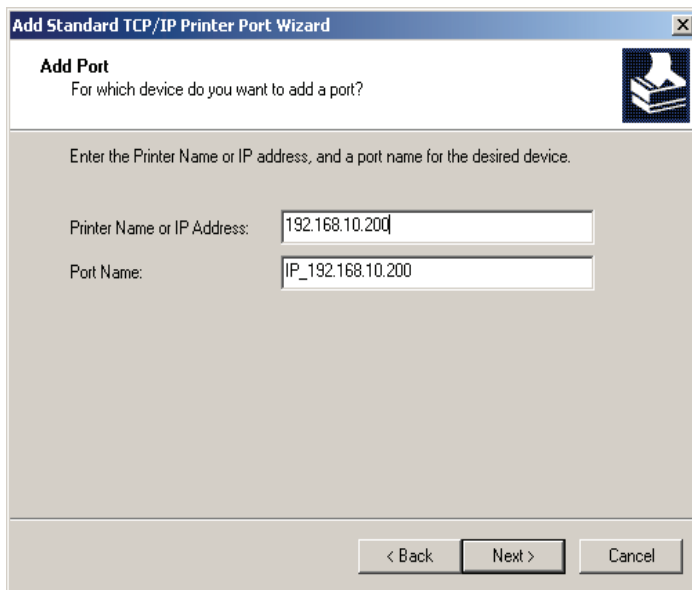 Add Standard TCP/IP Printer Port Wizard
Add Port
For which device do you want to add a port?
Enter the Printer Name or IP address, and a port name for the desired device.
Printer Name or IP Address: 192.168.10.200
Port Name: IP_192.168.10.200
< Back Next > Cancel